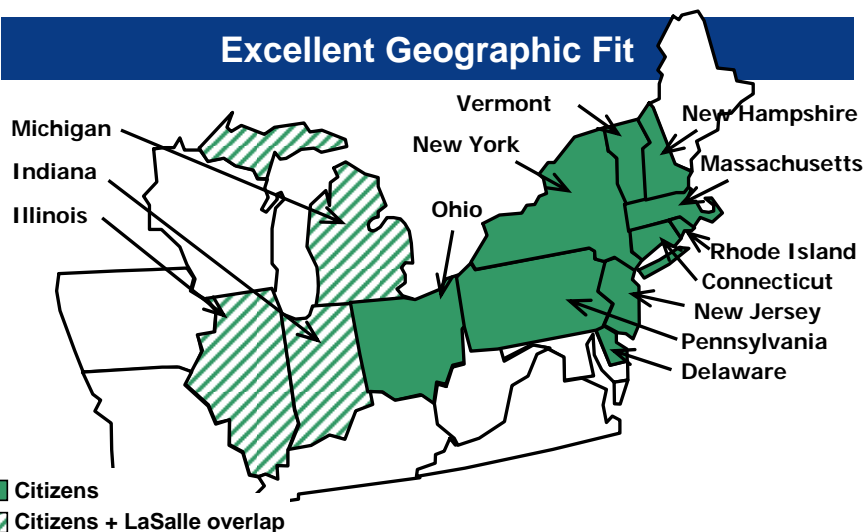 Excellent Geographic Fit
Michigan
Indiana
Illinois
Vermont
New York
Ohio
New Hampshire
Massachusetts
Rhode Island
Connecticut
New Jersey
Pennsylvania
Delaware
Citizens
Citizens + LaSalle overlap